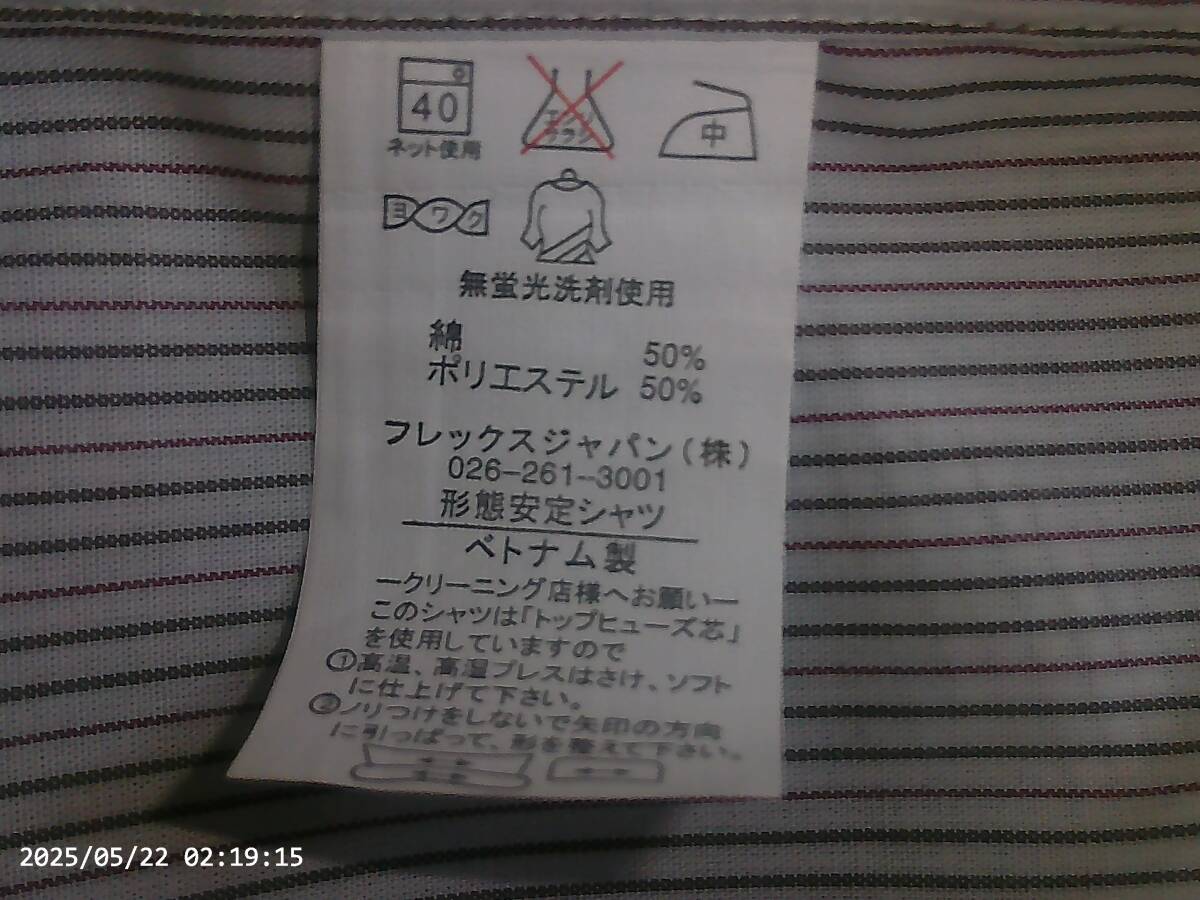 40
中
ネット使用
ヨワク
無蛍光洗剤使用
綿 50%
ポリエステル 50%
フレックスジャパン(株)
026-261-3001
形態安定シャツ
ベトナム製
ークリーニング店様へお願いー
このシャツは「トップヒューズ芯」
を使用していますので
①高温、高湿プレスはさけ、ソフト
に仕上げて下さい。
②ノリつけをしないで矢印の方向
に引っぱって、形を整えて下さい。
2025/05/22 02:19:15